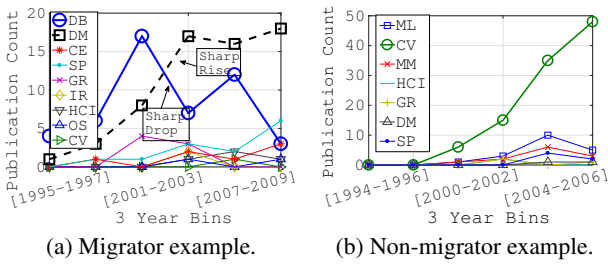 Publication Count
20
15
10
5
0
DB
DM
CE
SP
GR
IR
HCI
OS
CV
Sharp
Rise
Sharp
Drop
[1995-1997]
[2001-2003]
[2007-2009]
3 Year Bins
(a) Migrator example.
Publication Count
50
40
30
20
10
0
ML
CV
MM
HCI
GR
DM
SP
[1994-1996]
[2000-2002]
[2004-2006]
3 Year Bins
(b) Non-migrator example.